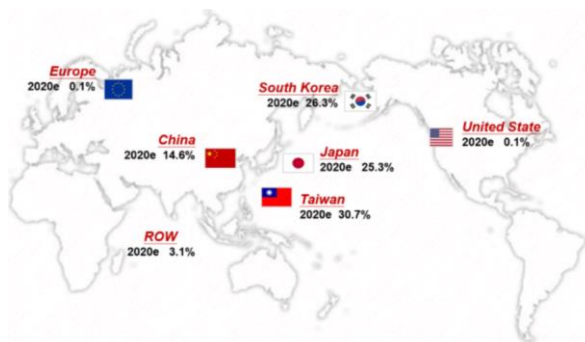 Europe
2020e 0.1%
South Korea
2020e 26.3%
United State
2020e 0.1%
China
2020e 14.6%
Japan
2020e 25.3%
Taiwan
2020e 30.7%
ROW
2020e 3.1%